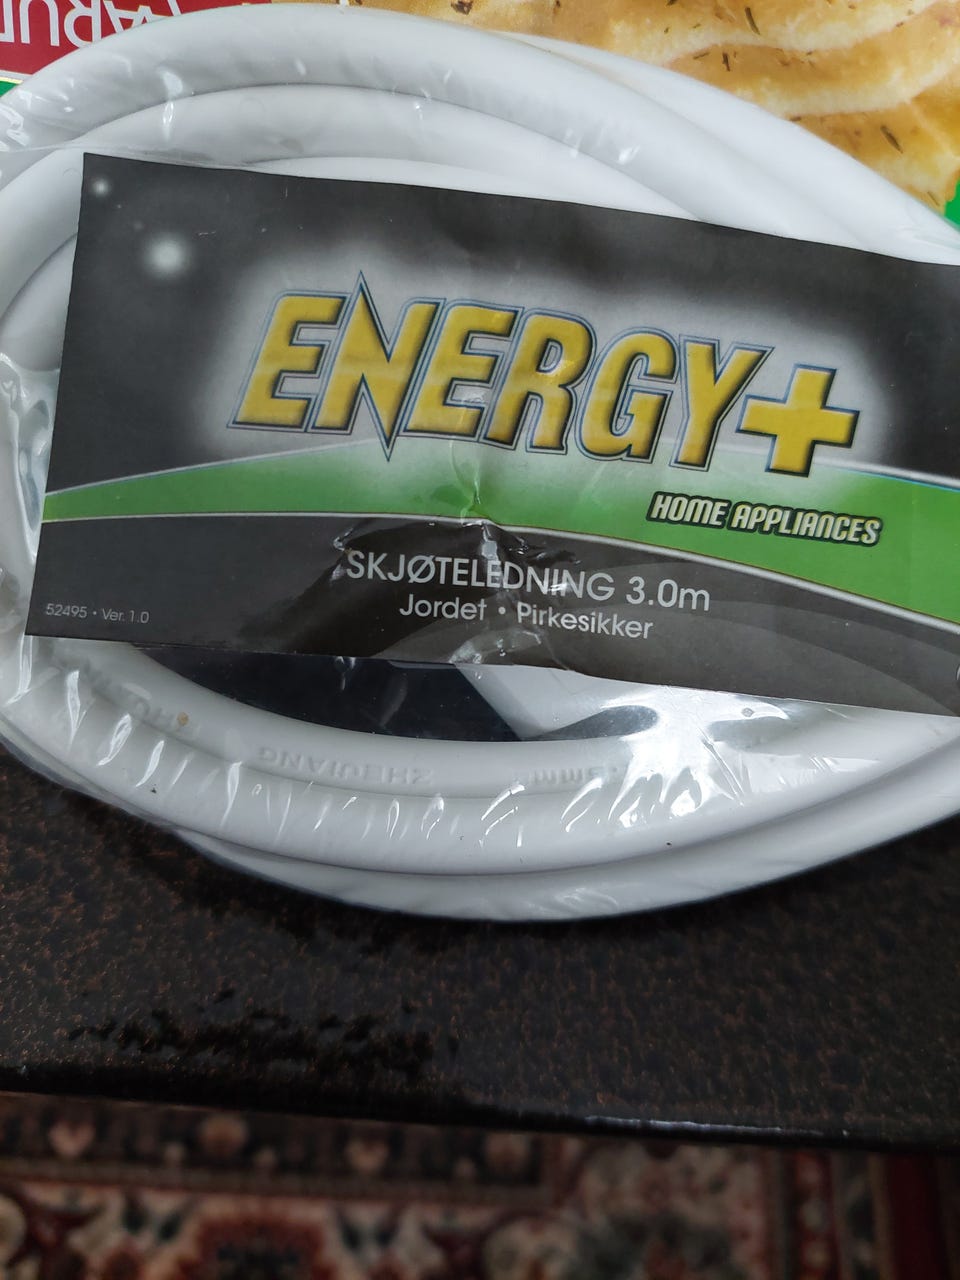 ENERGY+
HOME APPLIANCES
SKJØTELEDNING 3.0m
Jordet • Pirkesikker
52495 • Ver. 1.0